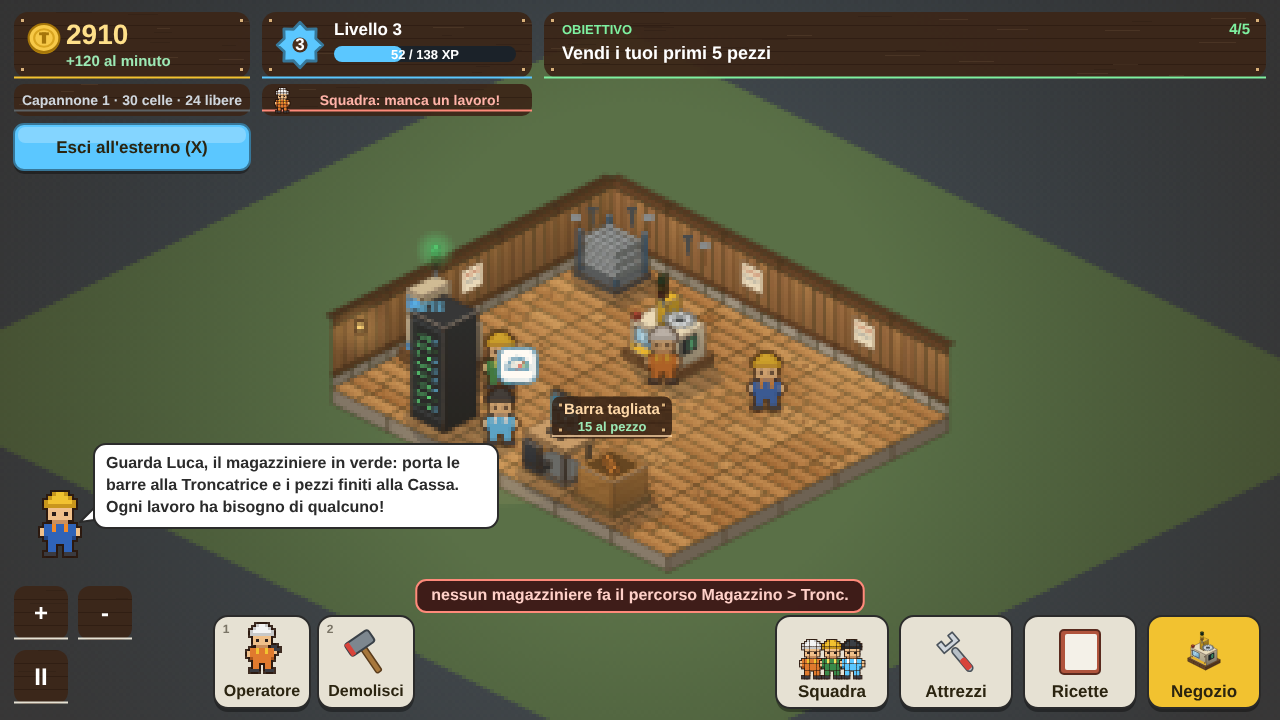 2910
+120 al minuto
3
Livello 3
52 / 138 XP
OBIETTIVO
4/5
Vendi i tuoi primi 5 pezzi
Capannone 1 · 30 celle · 24 libere
Squadra: manca un lavoro!
Esci all'esterno (X)
Barra tagliata
15 al pezzo
Guarda Luca, il magazziniere in verde: porta le
barre alla Troncatrice e i pezzi finiti alla Cassa.
Ogni lavoro ha bisogno di qualcuno!
nessun magazziniere fa il percorso Magazzino > Tronc.
+
-
II
1
Operatore
2
Demolisci
Squadra
Attrezzi
Ricette
Negozio